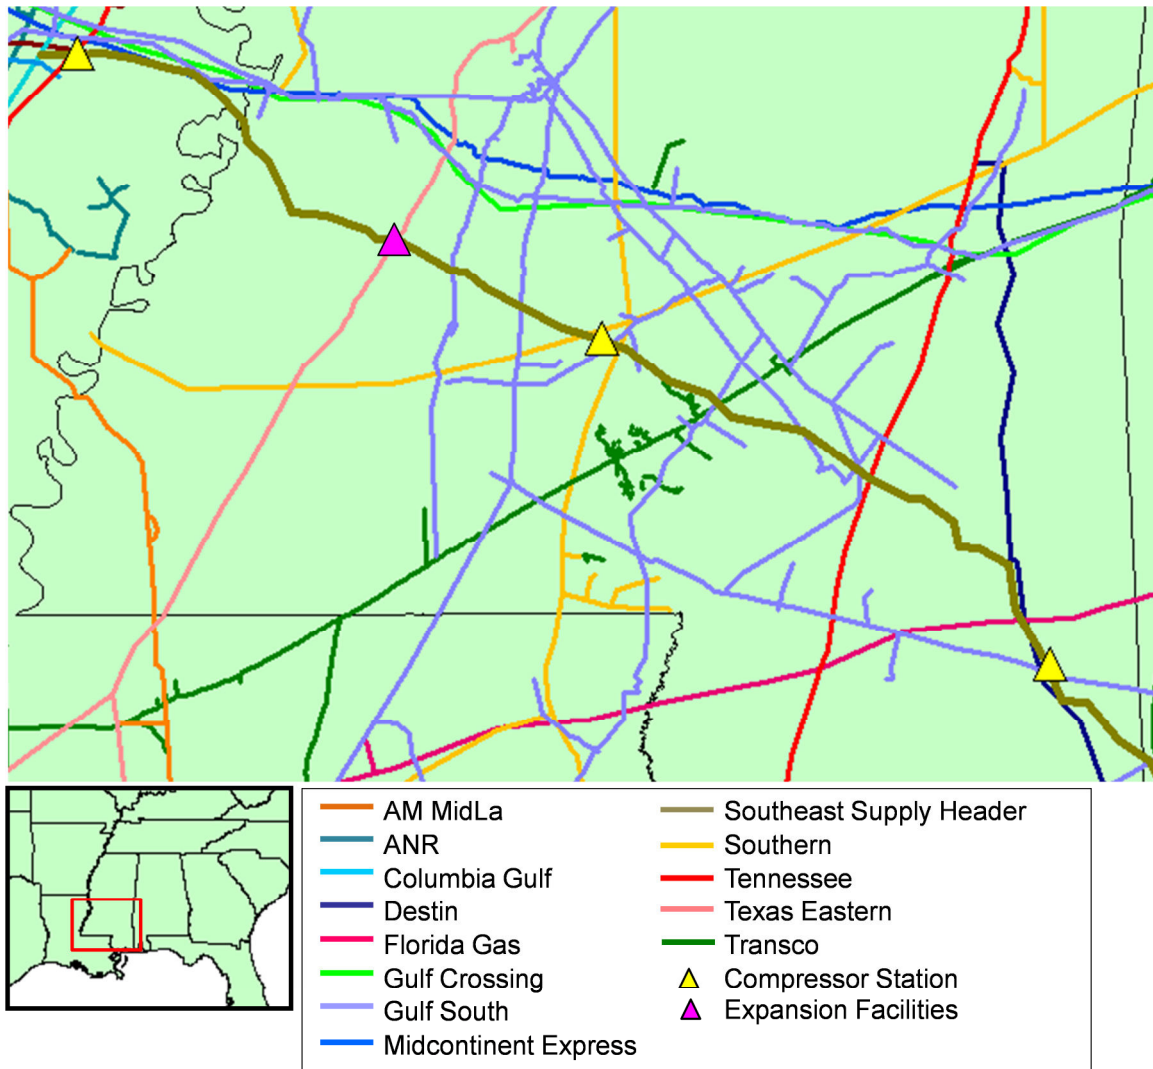 AM MidLa
ANR
Columbia Gulf
Destin
Florida Gas
Gulf Crossing
Gulf South
Midcontinent Express
Southeast Supply Header
Southern
Tennessee
Texas Eastern
Transco
Compressor Station
Expansion Facilities